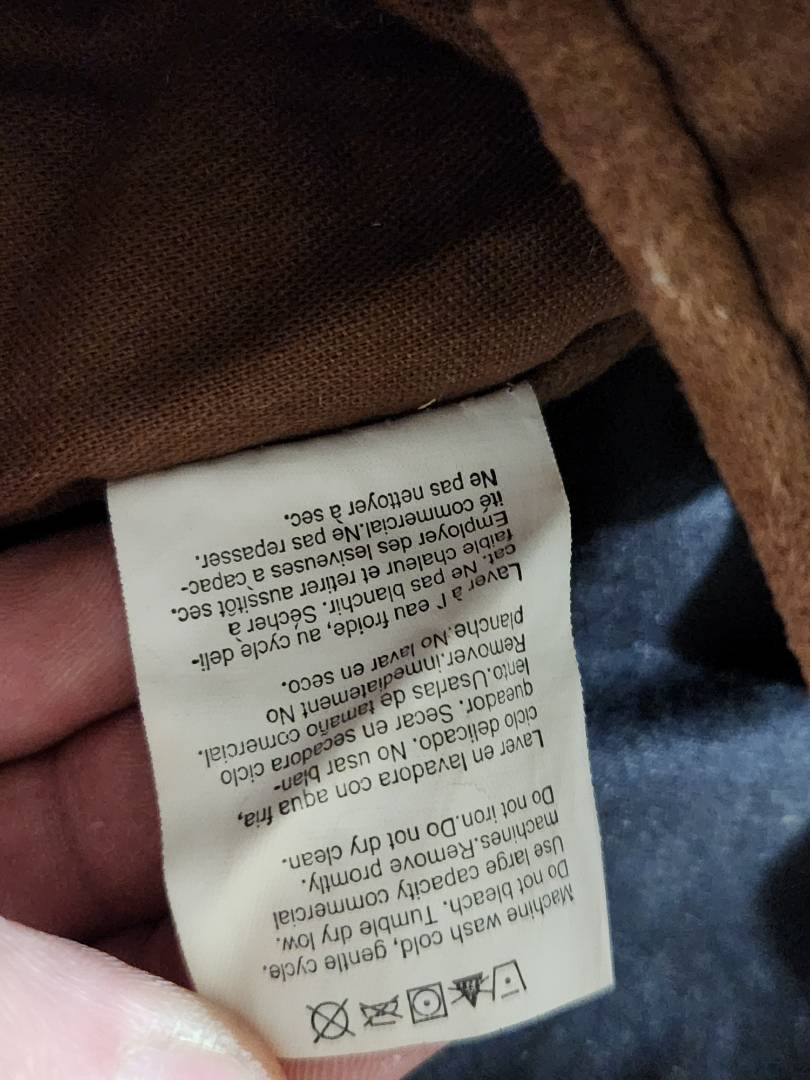 Machine wash cold, gentle cycle.
Do not bleach. Tumble dry low.
Use large capacity commercial
machines.Remove promtly.
Do not iron.Do not dry clean.
Laver en lavadora con aqua fria,
ciclo delicado. No usar blan-
queador. Secar en secadora ciclo
lento.Usarlas de tamaño comercial.
Remover.inmediatement No
planche.No lavar en seco.
Laver à l' eau froide, au cycle déli-
cat. Ne pas blanchir. Sécher à
faible chaleur et retirer aussitôt sec.
Employer des lesiveuses a capac-
ité commercial.Ne pas repasser.
Ne pas nettoyer à sec.